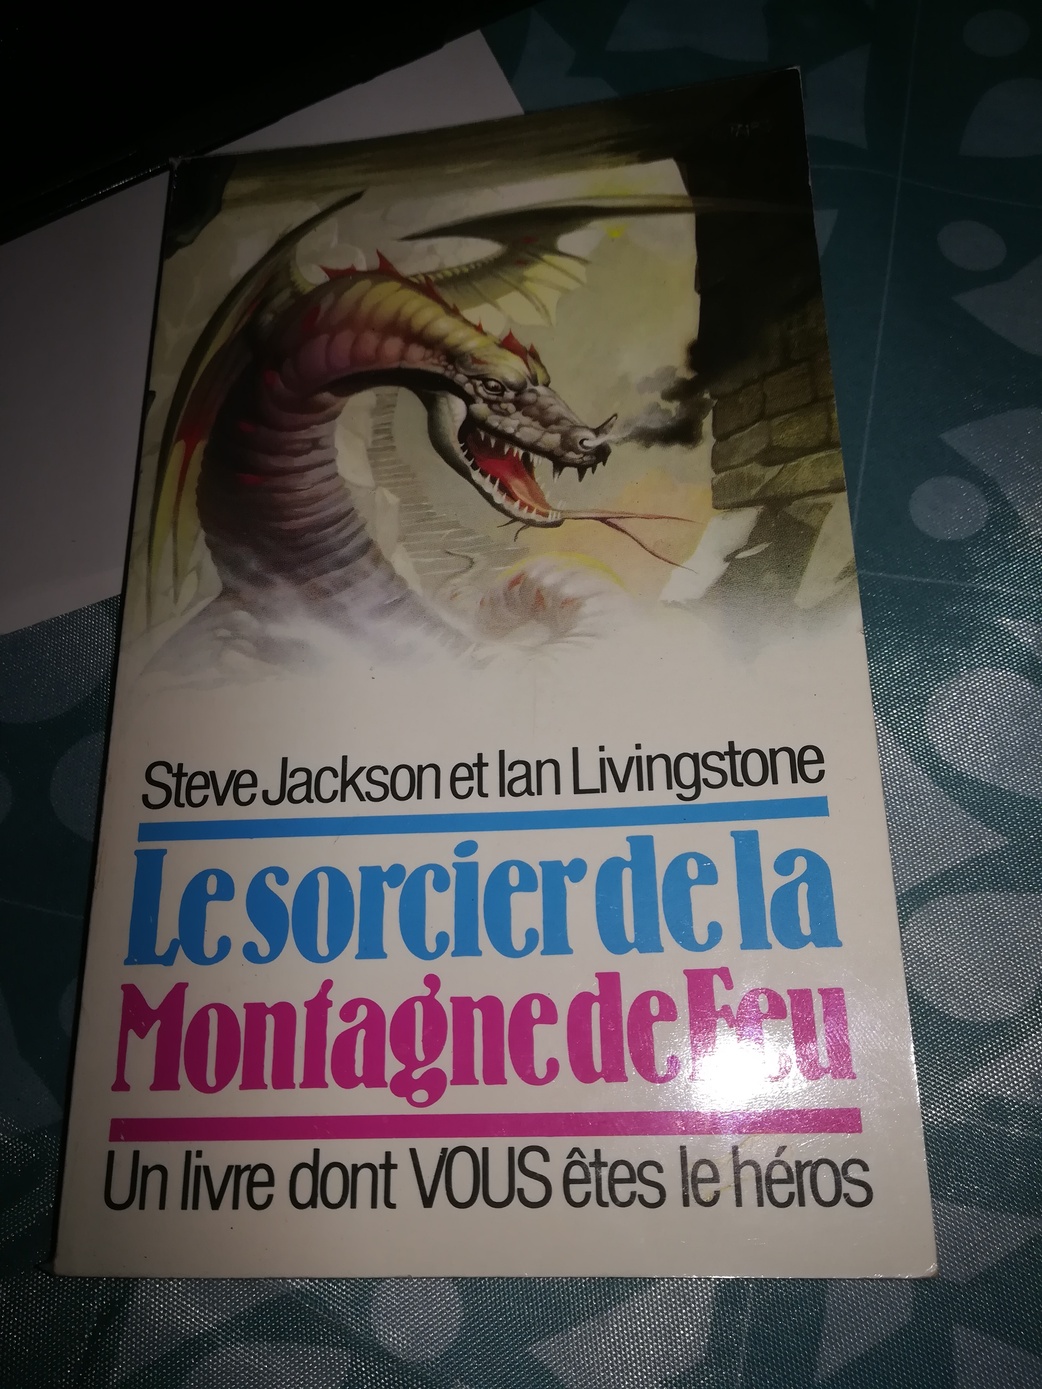 Steve Jackson et Ian Livingstone
Le sorcier de la
Montagne de Feu
Un livre dont VOUS êtes le héros